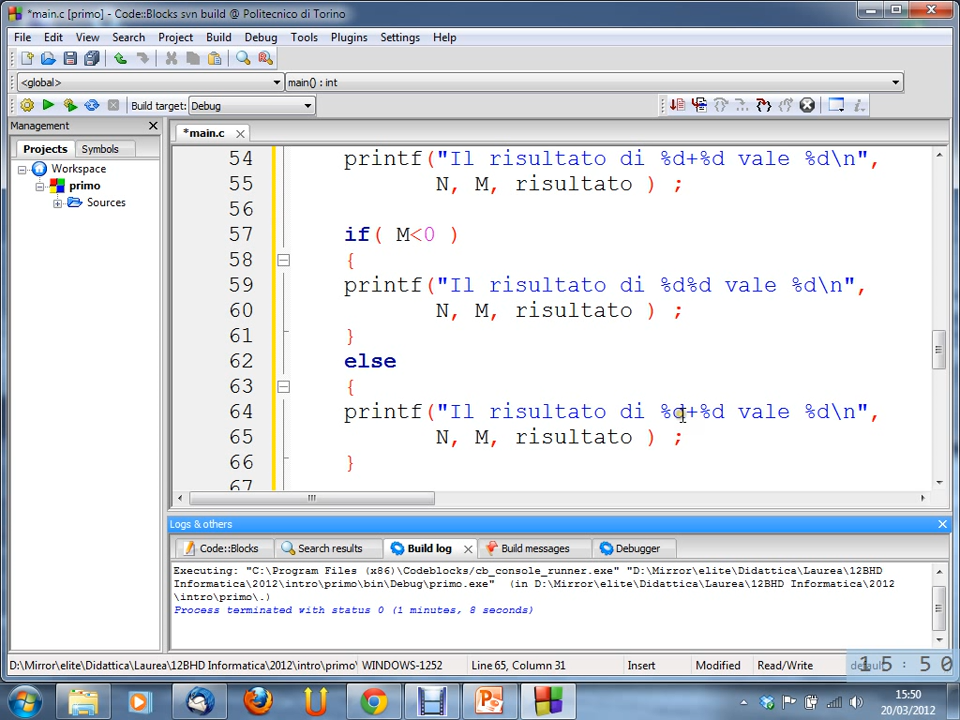 *main.c [primo] - Code::Blocks svn build @ Politecnico di Torino
File Edit View Search Project Build Debug Tools Plugins Settings Help
<global> main() : int
Build target: Debug
Management
*main.c
Projects Symbols
Workspace
primo
Sources
54 printf("Il risultato di %d+%d vale %d\n",
55 N, M, risultato ) ;
56
57 if( M<0 )
58 {
59 printf("Il risultato di %d%d vale %d\n",
60 N, M, risultato ) ;
61 }
62 else
63 {
64 printf("Il risultato di %d+%d vale %d\n",
65 N, M, risultato ) ;
66 }
67
Logs & others
Code::Blocks Search results Build log Build messages Debugger
Executing: "C:\Program Files (x86)\Codeblocks/cb_console_runner.exe" "D:\Mirror\elite\Didattica\Laurea\12BHD
Informatica\2012\intro\primo\bin\Debug\primo.exe" (in D:\Mirror\elite\Didattica\Laurea\12BHD Informatica\2012
\intro\primo\.)
Process terminated with status 0 (1 minutes, 8 seconds)
D:\Mirror\elite\Didattica\Laurea\12BHD Informatica\2012\intro\primo\ WINDOWS-1252 Line 65, Column 31 Insert Modified Read/Write default
15:50
15:50
20/03/2012